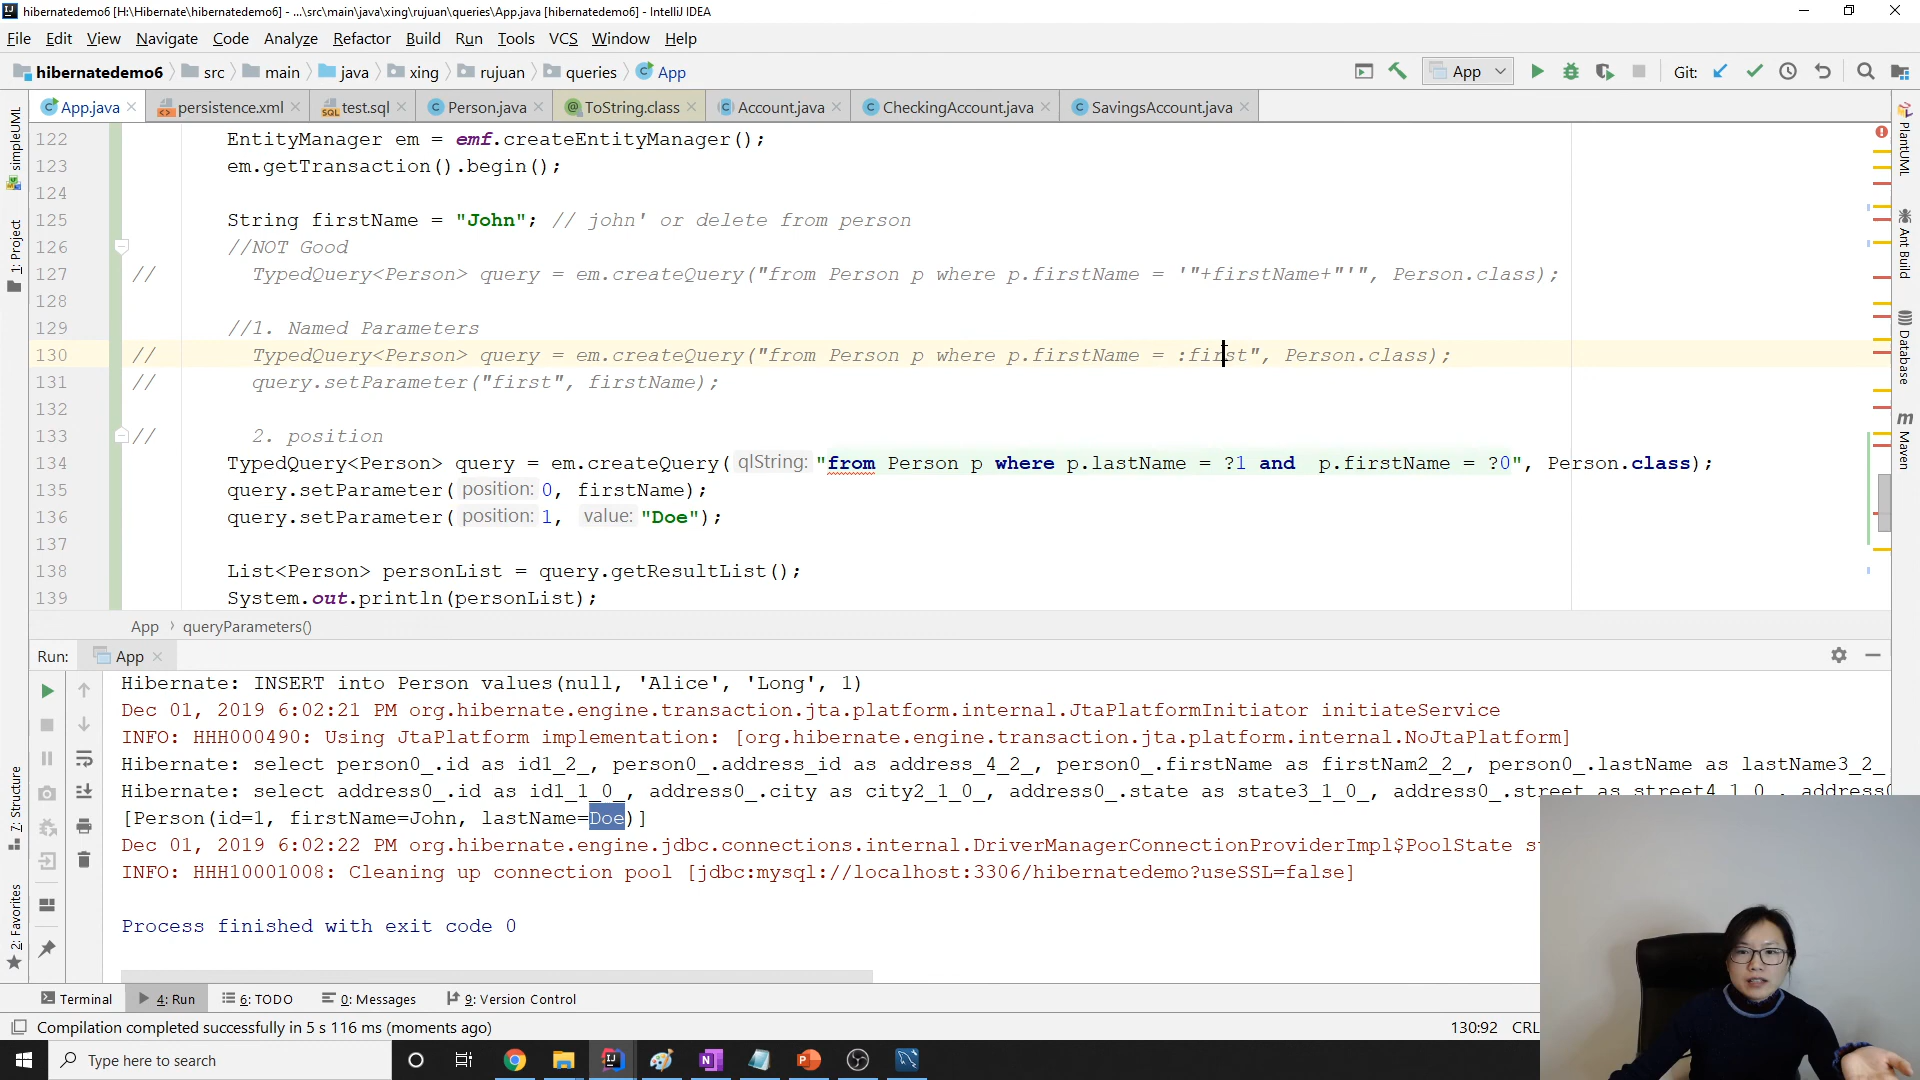 hibernatedemo6 [H:\Hibernate\hibernatedemo6] - ...\src\main\java\xing\rujuan\queries\App.java [hibernatedemo6] - IntelliJ IDEA
File Edit View Navigate Code Analyze Refactor Build Run Tools VCS Window Help
hibernatedemo6 src main java xing rujuan queries App App Git:
App.java persistence.xml test.sql Person.java ToString.class Account.java CheckingAccount.java SavingsAccount.java
122 EntityManager em = emf.createEntityManager();
123 em.getTransaction().begin();
124
125 String firstName = "John"; // john' or delete from person
126 //NOT Good
127 // TypedQuery<Person> query = em.createQuery("from Person p where p.firstName = '"+firstName+"'", Person.class);
128
129 //1. Named Parameters
130 // TypedQuery<Person> query = em.createQuery("from Person p where p.firstName = :first", Person.class);
131 // query.setParameter("first", firstName);
132
133 // 2. position
134 TypedQuery<Person> query = em.createQuery( qlString: "from Person p where p.lastName = ?1 and  p.firstName = ?0", Person.class);
135 query.setParameter( position: 0, firstName);
136 query.setParameter( position: 1, value: "Doe");
137
138 List<Person> personList = query.getResultList();
139 System.out.println(personList);
App queryParameters()
Run: App
Hibernate: INSERT into Person values(null, 'Alice', 'Long', 1)
Dec 01, 2019 6:02:21 PM org.hibernate.engine.transaction.jta.platform.internal.JtaPlatformInitiator initiateService
INFO: HHH000490: Using JtaPlatform implementation: [org.hibernate.engine.transaction.jta.platform.internal.NoJtaPlatform]
Hibernate: select person0_.id as id1_2_, person0_.address_id as address_4_2_, person0_.firstName as firstNam2_2_, person0_.lastName as lastName3_2_
Hibernate: select address0_.id as id1_1_0_, address0_.city as city2_1_0_, address0_.state as state3_1_0_, address0_.street as street4_1_0_, address0
[Person(id=1, firstName=John, lastName=Doe)]
Dec 01, 2019 6:02:22 PM org.hibernate.engine.jdbc.connections.internal.DriverManagerConnectionProviderImpl$PoolState st
INFO: HHH10001008: Cleaning up connection pool [jdbc:mysql://localhost:3306/hibernatedemo?useSSL=false]
Process finished with exit code 0
Terminal 4: Run 6: TODO 0: Messages 9: Version Control
Compilation completed successfully in 5 s 116 ms (moments ago) 130:92 CRL
Type here to search
simpleUML
1: Project
7: Structure
2: Favorites
PlantUML
Ant Build
Database
Maven